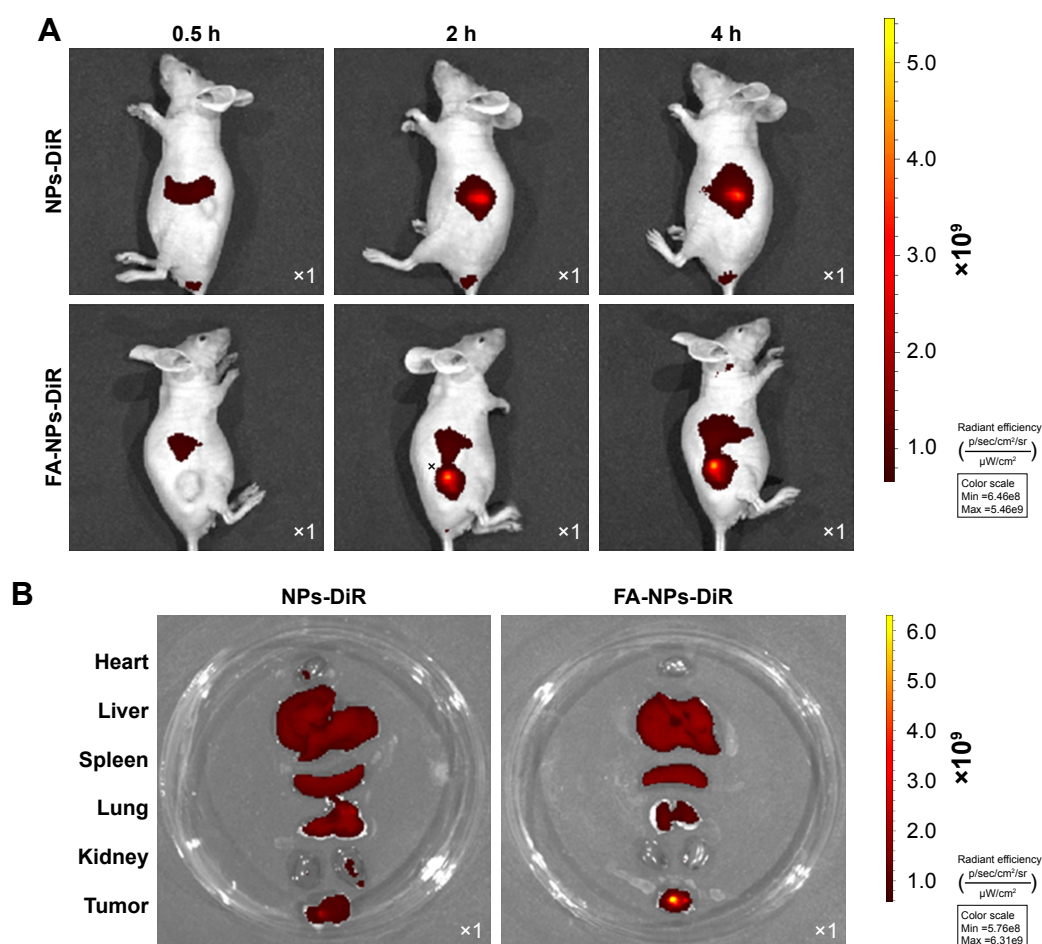 A
0.5 h
2 h
4 h
NPs-DiR
×1
×1
×1
FA-NPs-DiR
×
×1
×1
×1
5.0
4.0
3.0
2.0
1.0
×10⁹
Radiant efficiency
(p/sec/cm²/sr
µW/cm²)
Color scale
Min =6.46e8
Max =5.46e9
B
NPs-DiR
FA-NPs-DiR
Heart
Liver
Spleen
Lung
Kidney
Tumor
×1
×1
6.0
5.0
4.0
3.0
2.0
1.0
×10⁹
Radiant efficiency
(p/sec/cm²/sr
µW/cm²)
Color scale
Min =5.76e8
Max =6.31e9